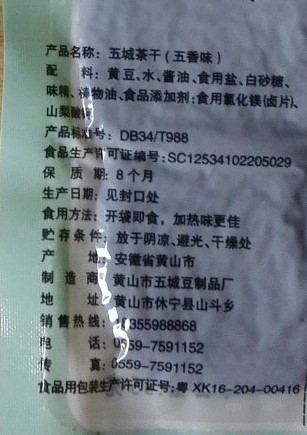 产品名称: 五城茶干(五香味)
配 料: 黄豆、水、酱油、食用盐、白砂糖、
味精、植物油、食品添加剂:食用氯化镁(卤片)、
山梨酸钾
产品标准号: DB34/T988
食品生产许可证编号:SC12534102205029
保 质 期: 8个月
生产日期: 见封口处
食用方法: 开袋即食, 加热味更佳
贮存条件: 放于阴凉、避光、干燥处
产 地: 安徽省黄山市
制 造 商: 黄山市五城豆制品厂
地 址: 黄山市休宁县山斗乡
销售热线: 355988868
电 话: 0559-7591152
传 真: 0559-7591152
食品用包装生产许可证号: 粤 XK16-204-00416